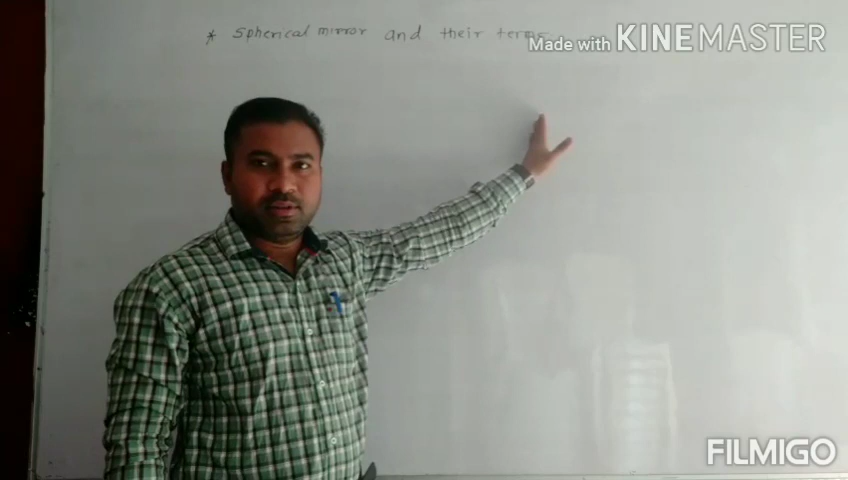 * Spherical mirror and their terms
Made with KINEMASTER
FILMIGO